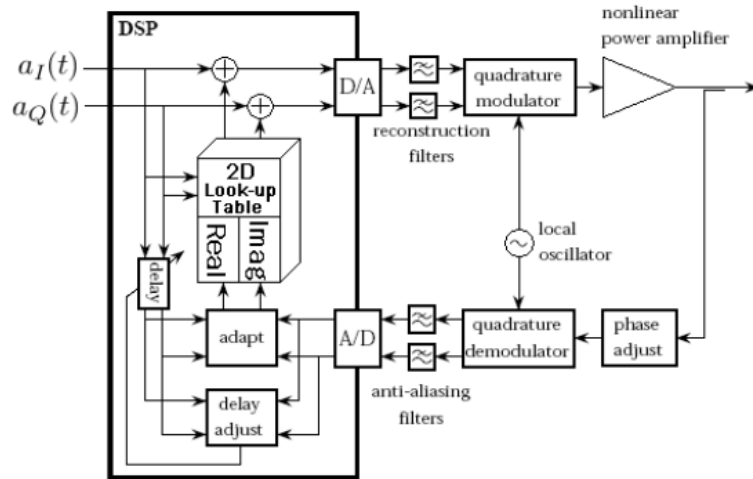 DSP
nonlinear
power amplifier
a_I(t)
a_Q(t)
D/A
quadrature
modulator
reconstruction
filters
2D
Look-up
Table
Real
Imag
local
oscillator
delay
adapt
A/D
quadrature
demodulator
phase
adjust
delay
adjust
anti-aliasing
filters